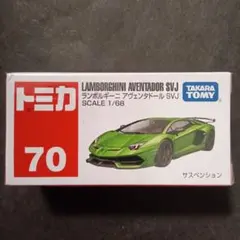 トミカ
70
LAMBORGHINI AVENTADOR SVJ
ランボルギーニ アヴェンタドール SVJ
SCALE 1/68
TAKARA
TOMY
サスペンション